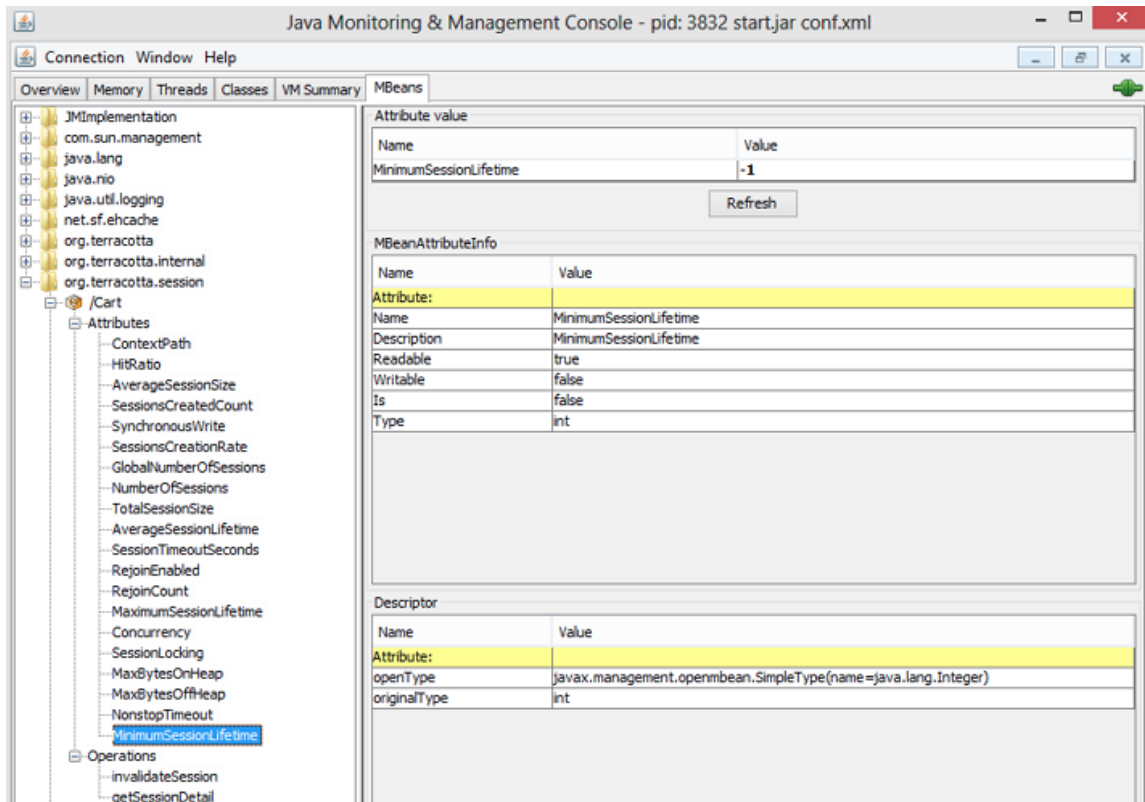 Java Monitoring & Management Console - pid: 3832 start.jar conf.xml
Connection Window Help
Overview Memory Threads Classes VM Summary MBeans
JMImplementation
com.sun.management
java.lang
java.nio
java.util.logging
net.sf.ehcache
org.terracotta
org.terracotta.internal
org.terracotta.session
/Cart
Attributes
ContextPath
HitRatio
AverageSessionSize
SessionsCreatedCount
SynchronousWrite
SessionsCreationRate
GlobalNumberOfSessions
NumberOfSessions
TotalSessionSize
AverageSessionLifetime
SessionTimeoutSeconds
RejoinEnabled
RejoinCount
MaximumSessionLifetime
Concurrency
SessionLocking
MaxBytesOnHeap
MaxBytesOffHeap
NonstopTimeout
MinimumSessionLifetime
Operations
invalidateSession
getSessionDetail
Attribute value
Name Value
MinimumSessionLifetime -1
Refresh
MBeanAttributeInfo
Name Value
Attribute:
Name MinimumSessionLifetime
Description MinimumSessionLifetime
Readable true
Writable false
Is false
Type int
Descriptor
Name Value
Attribute:
openType javax.management.openmbean.SimpleType(name=java.lang.Integer)
originalType int